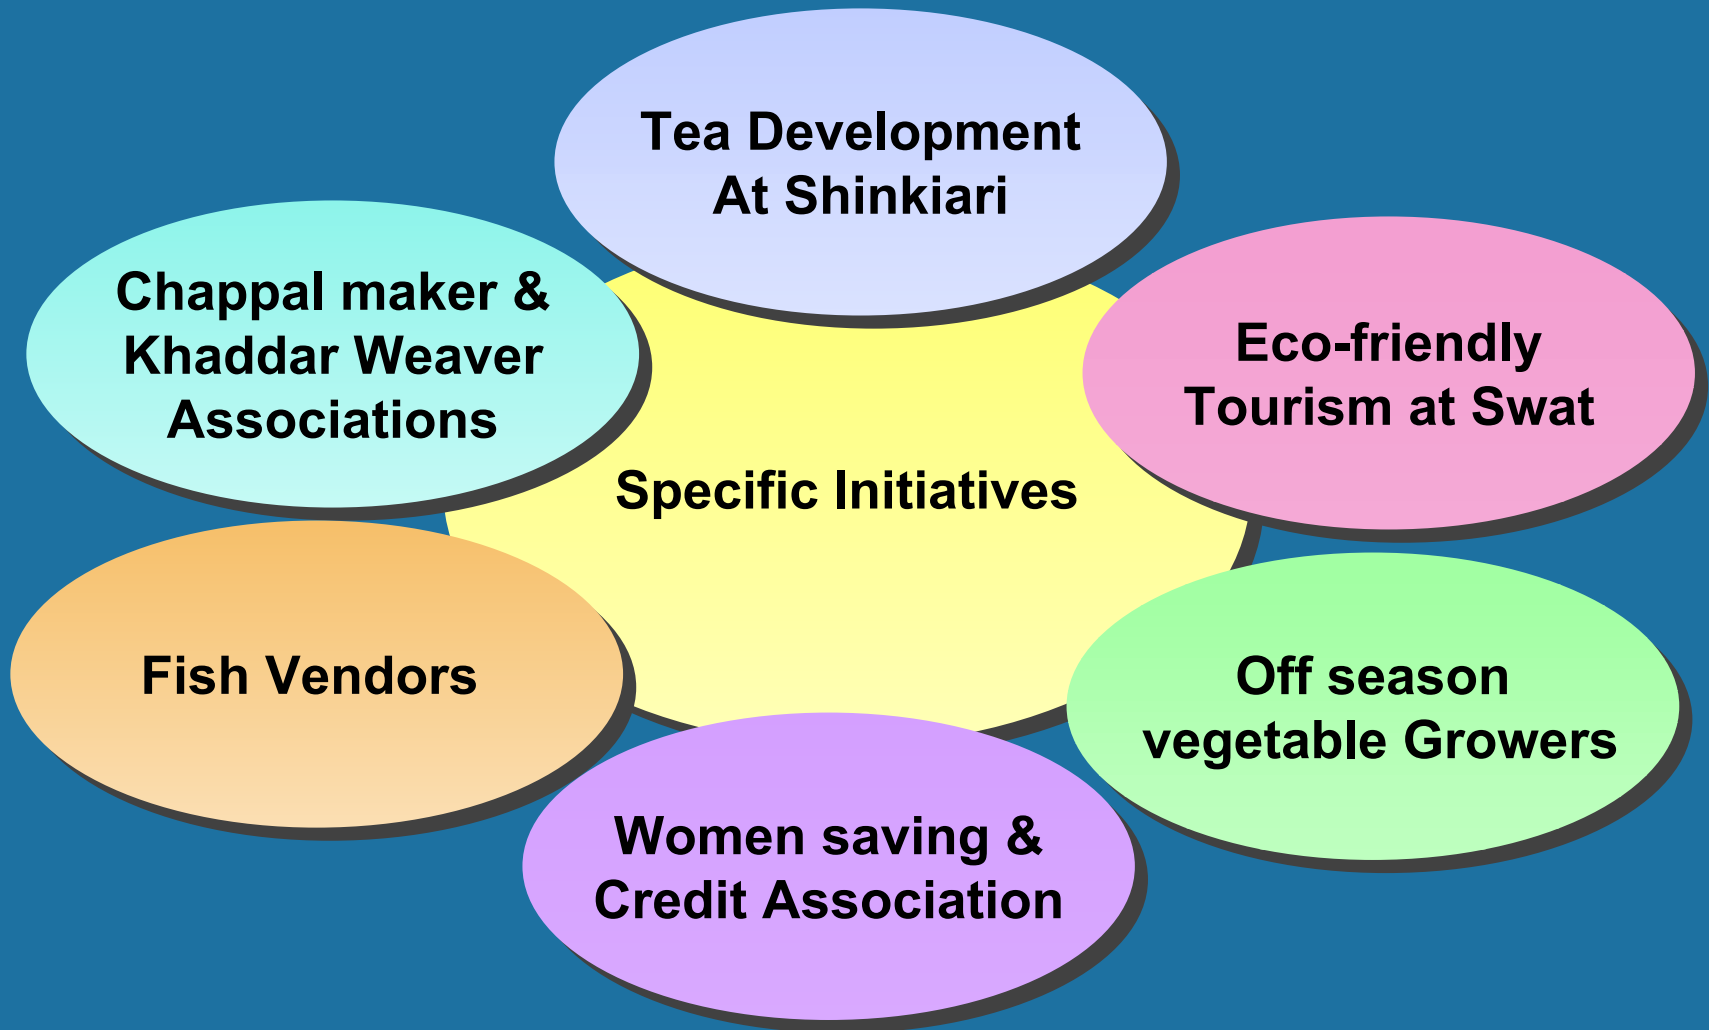 Tea Development
At Shinkiari
Chappal maker &
Khaddar Weaver
Associations
Eco-friendly
Tourism at Swat
Specific Initiatives
Fish Vendors
Off season
vegetable Growers
Women saving &
Credit Association